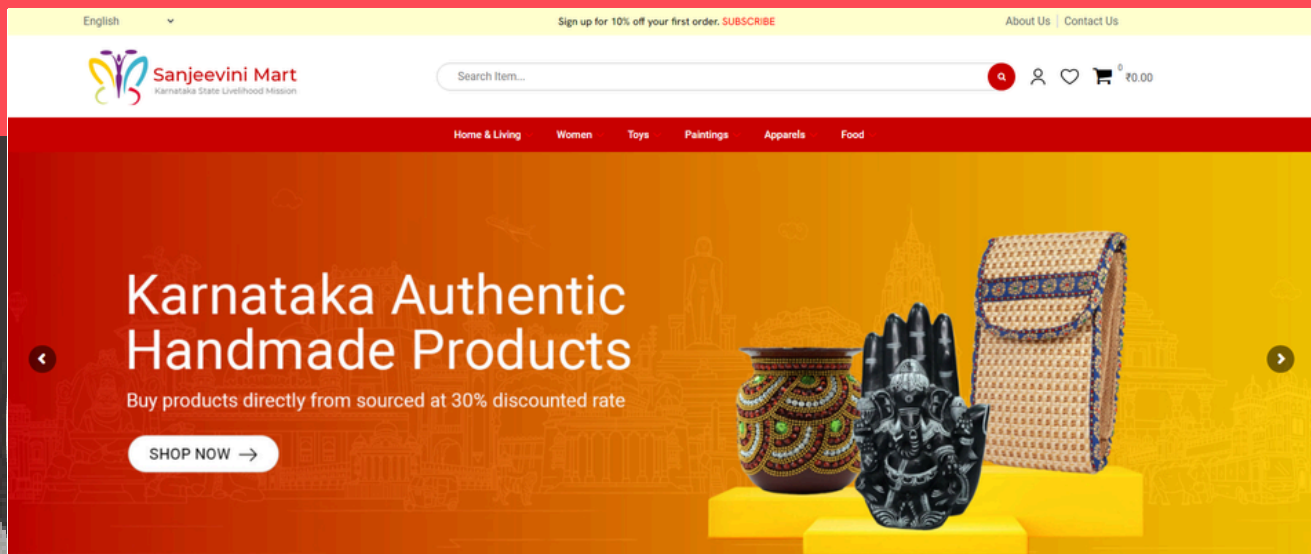 English
Sign up for 10% off your first order. SUBSCRIBE
About Us | Contact Us
Sanjeevini Mart
Karnataka State Livelihood Mission
Search Item...
0
₹0.00
Home & Living Women Toys Paintings Apparels Food
Karnataka Authentic
Handmade Products
Buy products directly from sourced at 30% discounted rate
SHOP NOW